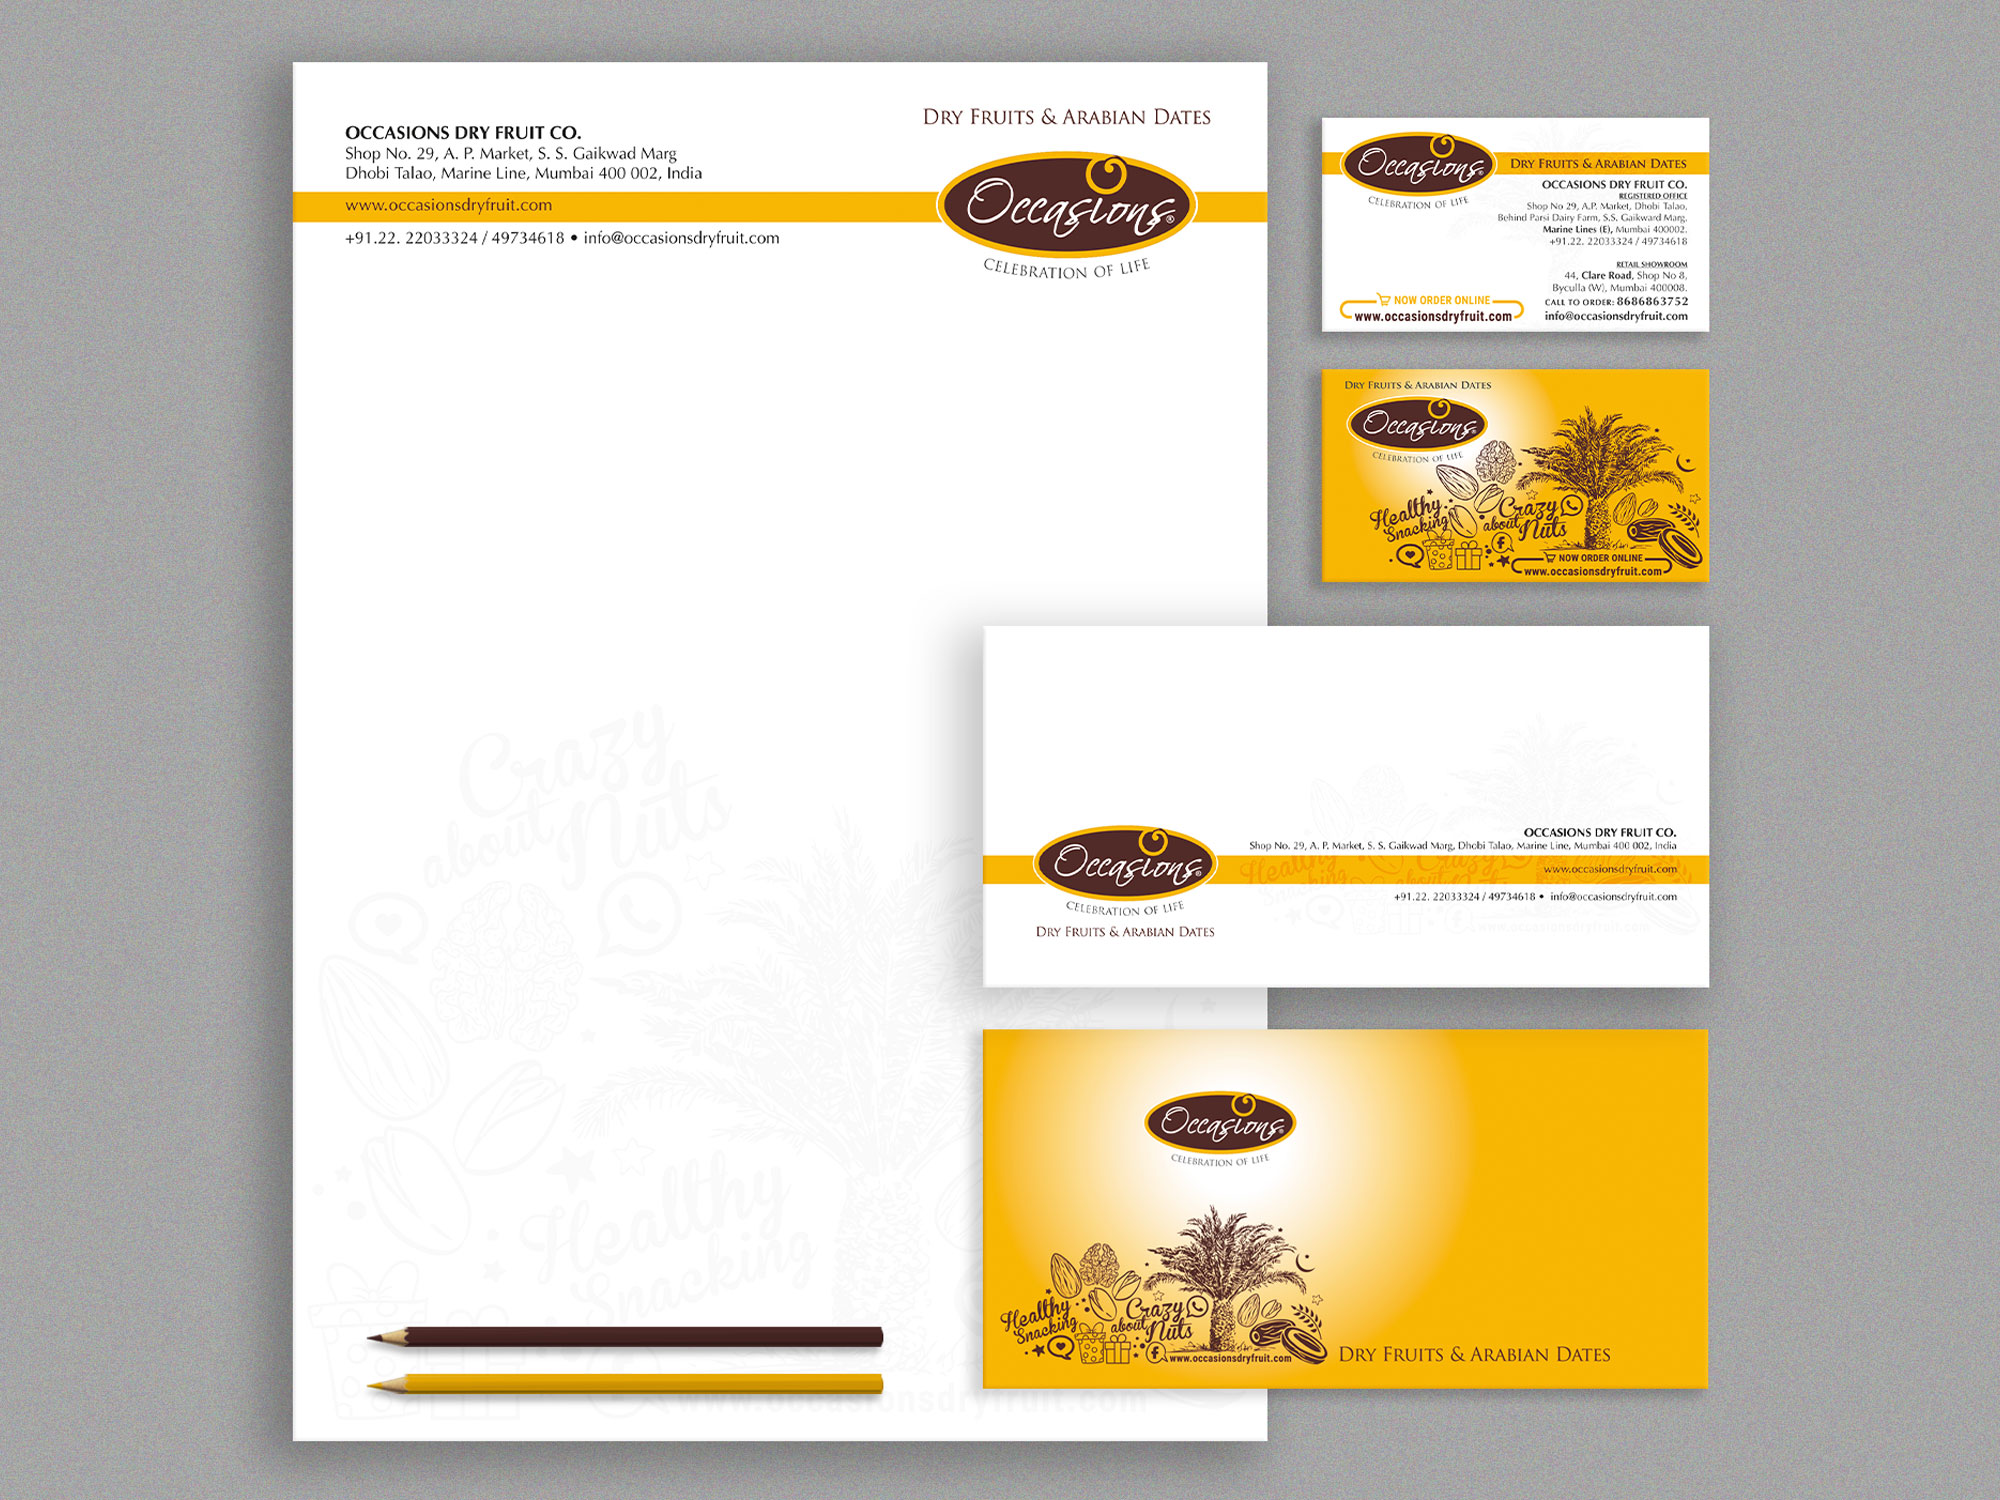 OCCASIONS DRY FRUIT CO.
Shop No. 29, A. P. Market, S. S. Gaikwad Marg
Dhobi Talao, Marine Line, Mumbai 400 002, India
www.occasionsdryfruit.com
+91.22. 22033324 / 49734618 • info@occasionsdryfruit.com
DRY FRUITS & ARABIAN DATES
Occasions®
CELEBRATION OF LIFE
Crazy
about Nuts
Healthy
Snacking
www.occasionsdryfruit.com
Occasions®
CELEBRATION OF LIFE
DRY FRUITS & ARABIAN DATES
OCCASIONS DRY FRUIT CO.
REGISTERED OFFICE
Shop No 29, A.P. Market, Dhobi Talao,
Behind Parsi Dairy Farm, S.S. Gaikward Marg.
Marine Lines (E), Mumbai 400002.
+91.22. 22033324 / 49734618
RETAIL SHOWROOM
44, Clare Road, Shop No 8,
Byculla (W), Mumbai 400008.
CALL TO ORDER: 8686863752
info@occasionsdryfruit.com
NOW ORDER ONLINE
www.occasionsdryfruit.com
DRY FRUITS & ARABIAN DATES
Occasions®
CELEBRATION OF LIFE
Healthy
Snacking
Crazy
about Nuts
f
NOW ORDER ONLINE
www.occasionsdryfruit.com
Occasions®
CELEBRATION OF LIFE
DRY FRUITS & ARABIAN DATES
OCCASIONS DRY FRUIT CO.
Shop No. 29, A. P. Market, S. S. Gaikwad Marg, Dhobi Talao, Marine Line, Mumbai 400 002, India
www.occasionsdryfruit.com
+91.22. 22033324 / 49734618 • info@occasionsdryfruit.com
Healthy
Snacking
Crazy
about Nuts
www.occasionsdryfruit.com
Occasions®
CELEBRATION OF LIFE
Healthy
Snacking
Crazy
about Nuts
f
www.occasionsdryfruit.com
DRY FRUITS & ARABIAN DATES